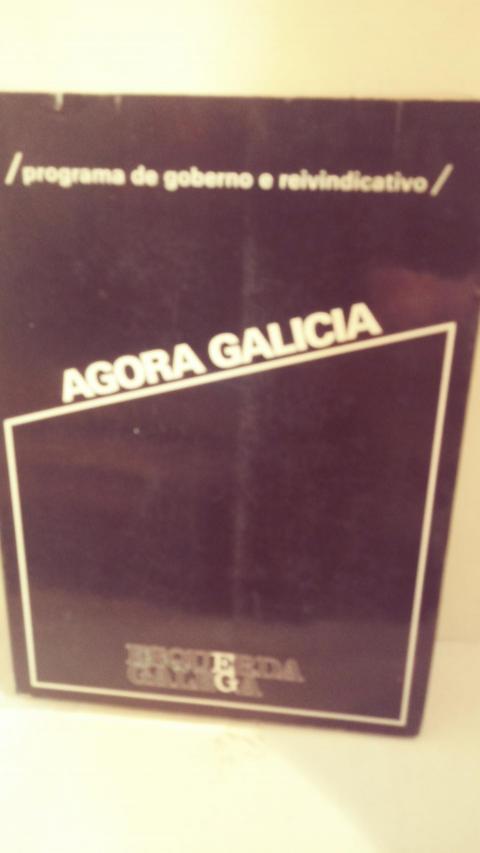 /programa de goberno e reivindicativo/
AGORA GALICIA
ESQUERDA
GALEGA